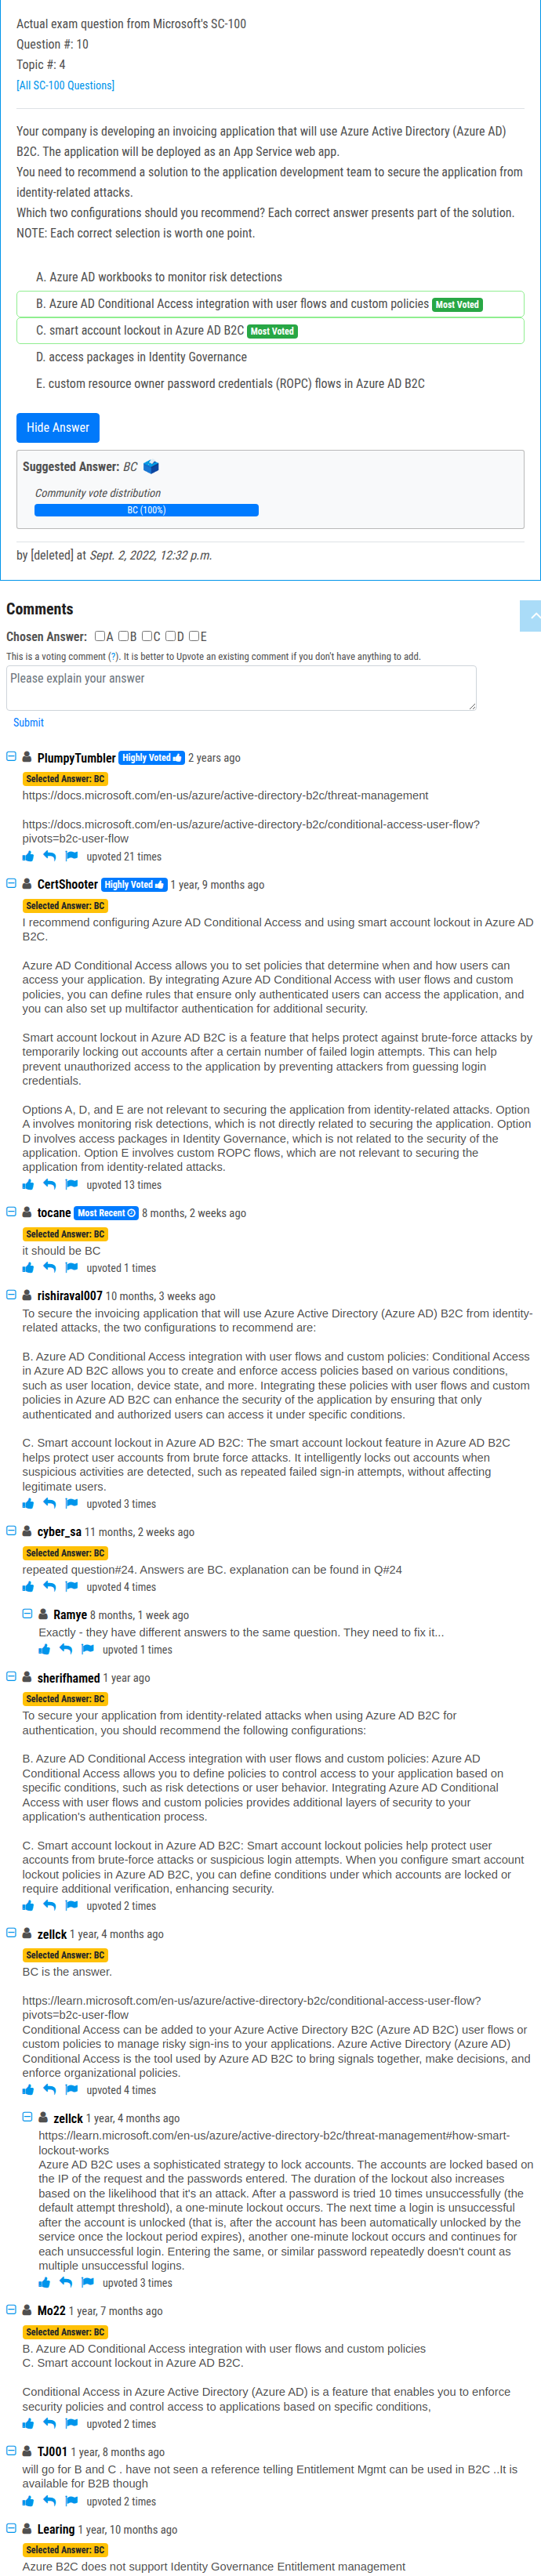 Actual exam question from Microsoft's SC-100
Question #: 10
Topic #: 4
[All SC-100 Questions]
Your company is developing an invoicing application that will use Azure Active Directory (Azure AD)
B2C. The application will be deployed as an App Service web app.
You need to recommend a solution to the application development team to secure the application from
identity-related attacks.
Which two configurations should you recommend? Each correct answer presents part of the solution.
NOTE: Each correct selection is worth one point.
A. Azure AD workbooks to monitor risk detections
B. Azure AD Conditional Access integration with user flows and custom policies Most Voted
C. smart account lockout in Azure AD B2C Most Voted
D. access packages in Identity Governance
E. custom resource owner password credentials (ROPC) flows in Azure AD B2C
Hide Answer
Suggested Answer: BC
Community vote distribution
BC (100%)
by [deleted] at Sept. 2, 2022, 12:32 p.m.
Comments
Chosen Answer: A B C D E
This is a voting comment (?). It is better to Upvote an existing comment if you don't have anything to add.
Please explain your answer
Submit
PlumpyTumbler Highly Voted 2 years ago
Selected Answer: BC
https://docs.microsoft.com/en-us/azure/active-directory-b2c/threat-management
https://docs.microsoft.com/en-us/azure/active-directory-b2c/conditional-access-user-flow?
pivots=b2c-user-flow
upvoted 21 times
CertShooter Highly Voted 1 year, 9 months ago
Selected Answer: BC
I recommend configuring Azure AD Conditional Access and using smart account lockout in Azure AD
B2C.
Azure AD Conditional Access allows you to set policies that determine when and how users can
access your application. By integrating Azure AD Conditional Access with user flows and custom
policies, you can define rules that ensure only authenticated users can access the application, and
you can also set up multifactor authentication for additional security.
Smart account lockout in Azure AD B2C is a feature that helps protect against brute-force attacks by
temporarily locking out accounts after a certain number of failed login attempts. This can help
prevent unauthorized access to the application by preventing attackers from guessing login
credentials.
Options A, D, and E are not relevant to securing the application from identity-related attacks. Option
A involves monitoring risk detections, which is not directly related to securing the application. Option
D involves access packages in Identity Governance, which is not related to the security of the
application. Option E involves custom ROPC flows, which are not relevant to securing the
application from identity-related attacks.
upvoted 13 times
tocane Most Recent 8 months, 2 weeks ago
Selected Answer: BC
it should be BC
upvoted 1 times
rishiraval007 10 months, 3 weeks ago
To secure the invoicing application that will use Azure Active Directory (Azure AD) B2C from identity-
related attacks, the two configurations to recommend are:
B. Azure AD Conditional Access integration with user flows and custom policies: Conditional Access
in Azure AD B2C allows you to create and enforce access policies based on various conditions,
such as user location, device state, and more. Integrating these policies with user flows and custom
policies in Azure AD B2C can enhance the security of the application by ensuring that only
authenticated and authorized users can access it under specific conditions.
C. Smart account lockout in Azure AD B2C: The smart account lockout feature in Azure AD B2C
helps protect user accounts from brute force attacks. It intelligently locks out accounts when
suspicious activities are detected, such as repeated failed sign-in attempts, without affecting
legitimate users.
upvoted 3 times
cyber_sa 11 months, 2 weeks ago
Selected Answer: BC
repeated question#24. Answers are BC. explanation can be found in Q#24
upvoted 4 times
Ramye 8 months, 1 week ago
Exactly - they have different answers to the same question. They need to fix it...
upvoted 1 times
sherifhamed 1 year ago
Selected Answer: BC
To secure your application from identity-related attacks when using Azure AD B2C for
authentication, you should recommend the following configurations:
B. Azure AD Conditional Access integration with user flows and custom policies: Azure AD
Conditional Access allows you to define policies to control access to your application based on
specific conditions, such as risk detections or user behavior. Integrating Azure AD Conditional
Access with user flows and custom policies provides additional layers of security to your
application's authentication process.
C. Smart account lockout in Azure AD B2C: Smart account lockout policies help protect user
accounts from brute-force attacks or suspicious login attempts. When you configure smart account
lockout policies in Azure AD B2C, you can define conditions under which accounts are locked or
require additional verification, enhancing security.
upvoted 2 times
zellck 1 year, 4 months ago
Selected Answer: BC
BC is the answer.
https://learn.microsoft.com/en-us/azure/active-directory-b2c/conditional-access-user-flow?
pivots=b2c-user-flow
Conditional Access can be added to your Azure Active Directory B2C (Azure AD B2C) user flows or
custom policies to manage risky sign-ins to your applications. Azure Active Directory (Azure AD)
Conditional Access is the tool used by Azure AD B2C to bring signals together, make decisions, and
enforce organizational policies.
upvoted 4 times
zellck 1 year, 4 months ago
https://learn.microsoft.com/en-us/azure/active-directory-b2c/threat-management#how-smart-
lockout-works
Azure AD B2C uses a sophisticated strategy to lock accounts. The accounts are locked based on
the IP of the request and the passwords entered. The duration of the lockout also increases
based on the likelihood that it's an attack. After a password is tried 10 times unsuccessfully (the
default attempt threshold), a one-minute lockout occurs. The next time a login is unsuccessful
after the account is unlocked (that is, after the account has been automatically unlocked by the
service once the lockout period expires), another one-minute lockout occurs and continues for
each unsuccessful login. Entering the same, or similar password repeatedly doesn't count as
multiple unsuccessful logins.
upvoted 3 times
Mo22 1 year, 7 months ago
Selected Answer: BC
B. Azure AD Conditional Access integration with user flows and custom policies
C. Smart account lockout in Azure AD B2C.
Conditional Access in Azure Active Directory (Azure AD) is a feature that enables you to enforce
security policies and control access to applications based on specific conditions,
upvoted 2 times
TJ001 1 year, 8 months ago
will go for B and C . have not seen a reference telling Entitlement Mgmt can be used in B2C ..It is
available for B2B though
upvoted 2 times
Learing 1 year, 10 months ago
Selected Answer: BC
Azure B2C does not support Identity Governance Entitlement management